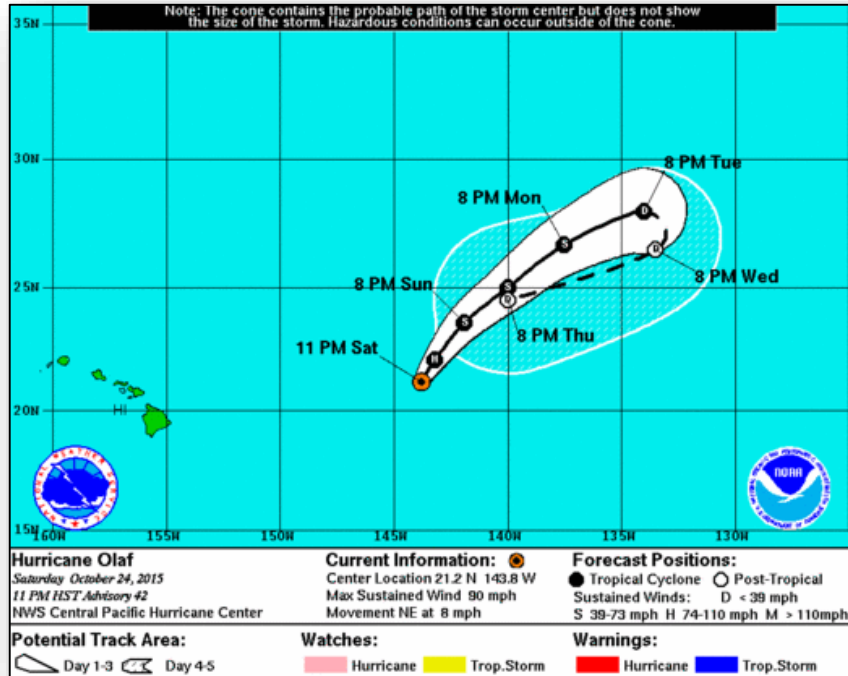 Note: The cone contains the probable path of the storm center but does not show
the size of the storm. Hazardous conditions can occur outside of the cone.
35N
30N
8 PM Tue
8 PM Mon
25N
8 PM Sun
8 PM Wed
S
D
S
D
S
D
H
8 PM Thu
11 PM Sat
20N
HI
NOAA
15N
160W 155W 150W 145W 140W 135W 130W
Hurricane Olaf
Saturday October 24, 2015
11 PM HST Advisory 42
NWS Central Pacific Hurricane Center
Current Information:
Center Location 21.2 N 143.8 W
Max Sustained Wind 90 mph
Movement NE at 8 mph
Forecast Positions:
Tropical Cyclone Post-Tropical
Sustained Winds: D < 39 mph
S 39-73 mph H 74-110 mph M > 110mph
Potential Track Area:
Day 1-3 Day 4-5
Watches:
Hurricane Trop.Storm
Warnings:
Hurricane Trop.Storm